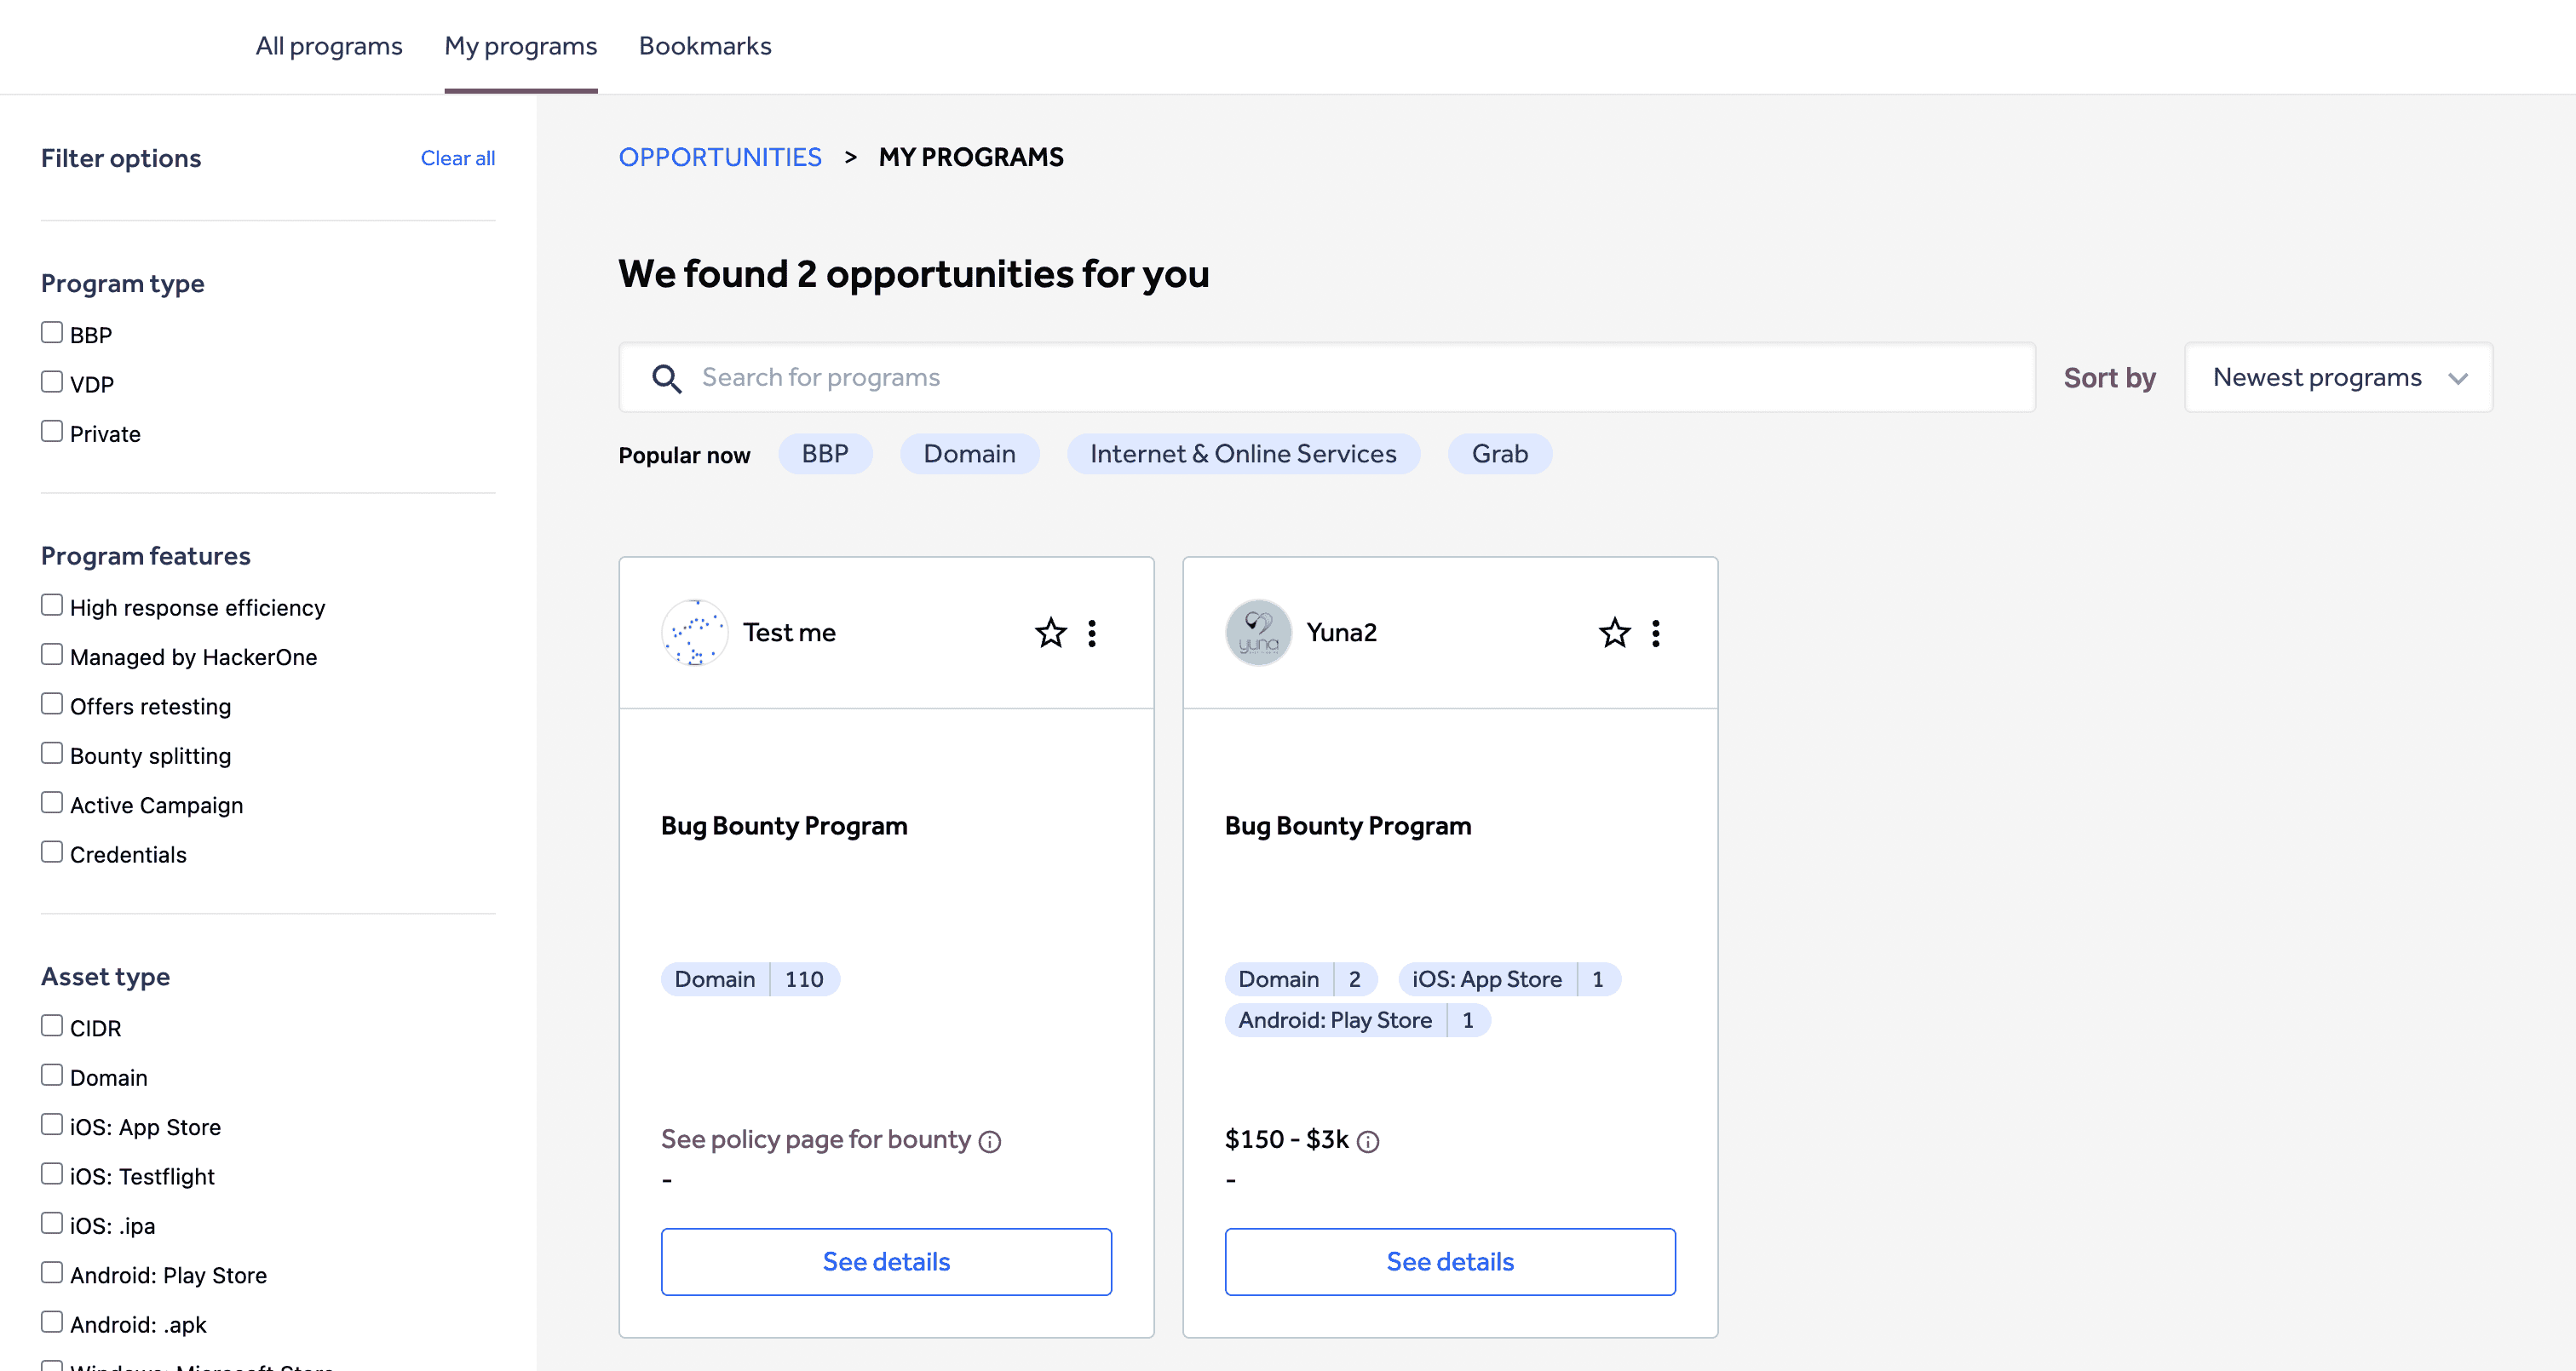 All programs
My programs
Bookmarks
Filter options
Clear all
Program type
BBP
VDP
Private
Program features
High response efficiency
Managed by HackerOne
Offers retesting
Bounty splitting
Active Campaign
Credentials
Asset type
CIDR
Domain
iOS: App Store
iOS: Testflight
iOS: .ipa
Android: Play Store
Android: .apk
Windows: Microsoft Store
OPPORTUNITIES > MY PROGRAMS
We found 2 opportunities for you
Search for programs
Sort by
Newest programs
Popular now
BBP
Domain
Internet & Online Services
Grab
Test me
Bug Bounty Program
Domain 110
See policy page for bounty
-
See details
yuna
Yuna2
Bug Bounty Program
Domain 2
iOS: App Store 1
Android: Play Store 1
$150 - $3k
-
See details